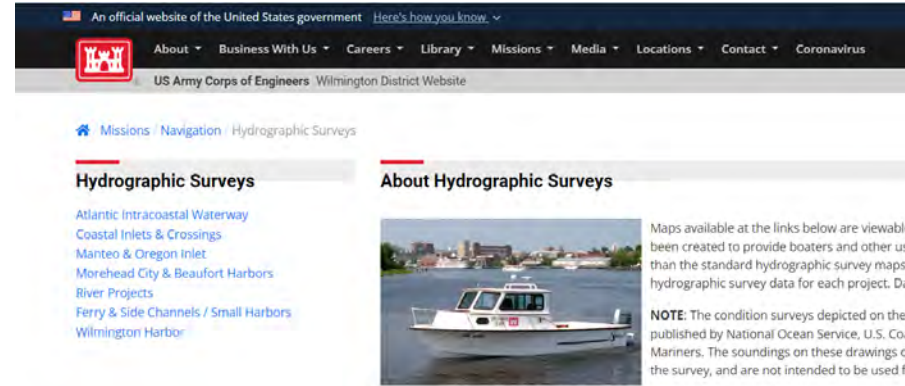 An official website of the United States government Here's how you know
About Business With Us Careers Library Missions Media Locations Contact Coronavirus
US Army Corps of Engineers Wilmington District Website
Missions / Navigation / Hydrographic Surveys
Hydrographic Surveys
Atlantic Intracoastal Waterway
Coastal Inlets & Crossings
Manteo & Oregon Inlet
Morehead City & Beaufort Harbors
River Projects
Ferry & Side Channels / Small Harbors
Wilmington Harbor
About Hydrographic Surveys
Maps available at the links below are viewabl
been created to provide boaters and other us
than the standard hydrographic survey maps
hydrographic survey data for each project. Da
NOTE: The condition surveys depicted on the
published by National Ocean Service, U.S. Coa
Mariners. The soundings on these drawings
the survey, and are not intended to be used f